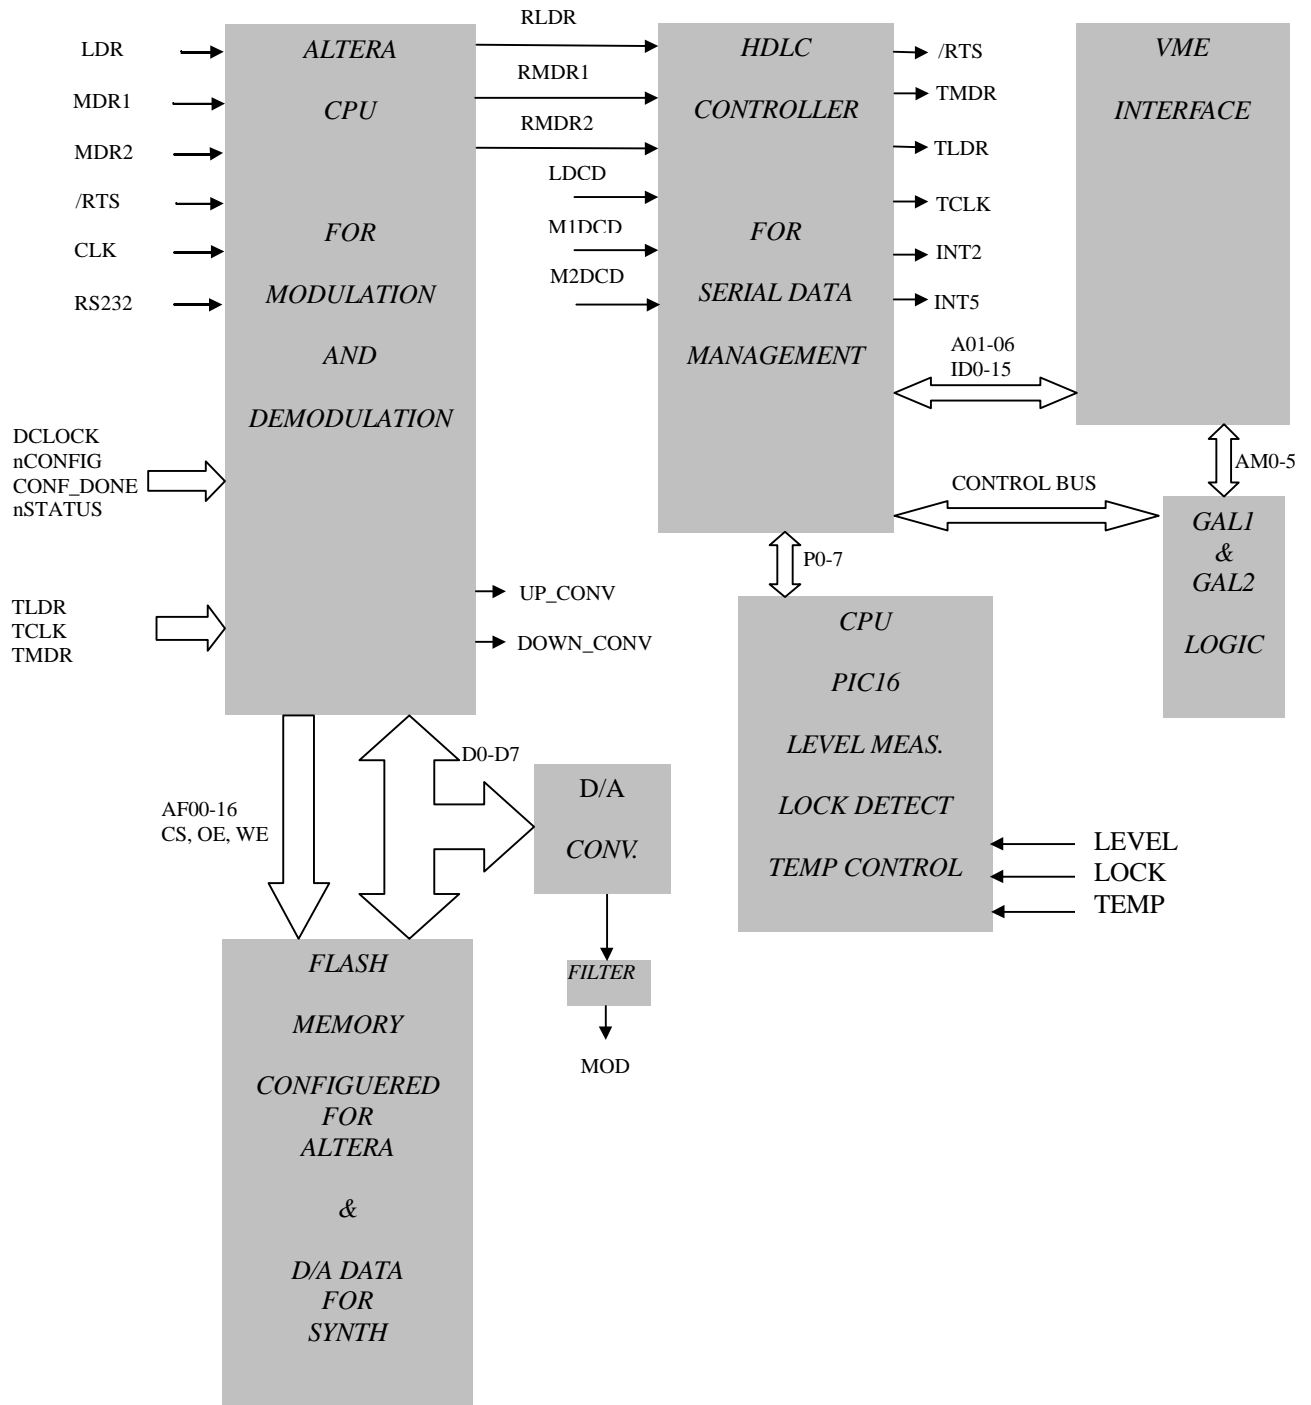 LDR
MDR1
MDR2
/RTS
CLK
RS232
DCLOCK
nCONFIG
CONF_DONE
nSTATUS
TLDR
TCLK
TMDR
ALTERA
CPU
FOR
MODULATION
AND
DEMODULATION
RLDR
RMDR1
RMDR2
LDCD
M1DCD
M2DCD
UP_CONV
DOWN_CONV
HDLC
CONTROLLER
FOR
SERIAL DATA
MANAGEMENT
/RTS
TMDR
TLDR
TCLK
INT2
INT5
A01-06
ID0-15
VME
INTERFACE
AM0-5
CONTROL BUS
GAL1
&
GAL2
LOGIC
P0-7
CPU
PIC16
LEVEL MEAS.
LOCK DETECT
TEMP CONTROL
LEVEL
LOCK
TEMP
AF00-16
CS, OE, WE
D0-D7
D/A
CONV.
FILTER
MOD
FLASH
MEMORY
CONFIGUERED
FOR
ALTERA
&
D/A DATA
FOR
SYNTH